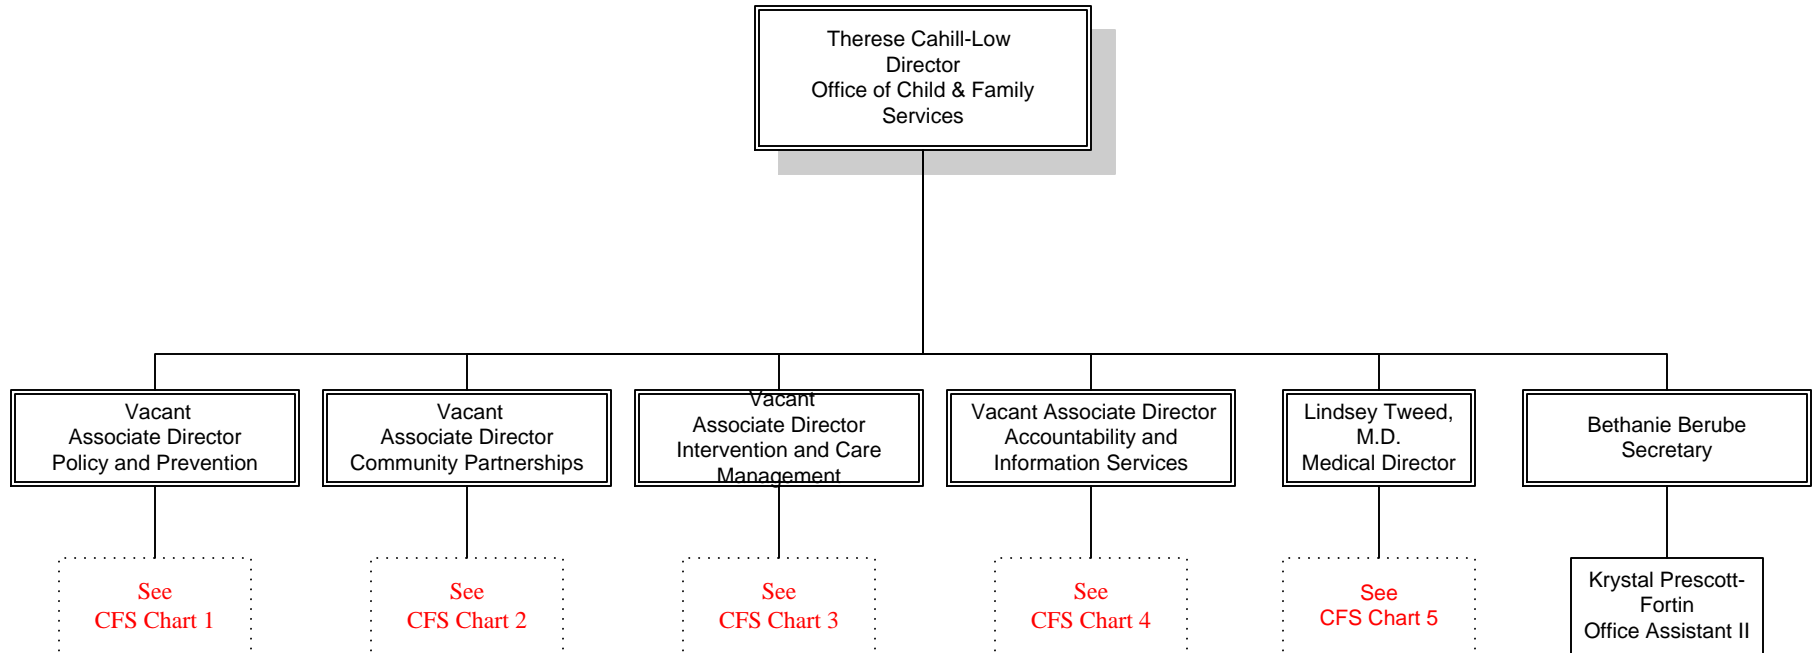 Therese Cahill-Low
Director
Office of Child & Family
Services
Vacant
Associate Director
Policy and Prevention
Vacant
Associate Director
Community Partnerships
Vacant
Associate Director
Intervention and Care
Management
Vacant Associate Director
Accountability and
Information Services
Lindsey Tweed,
M.D.
Medical Director
Bethanie Berube
Secretary
See
CFS Chart 1
See
CFS Chart 2
See
CFS Chart 3
See
CFS Chart 4
See
CFS Chart 5
Krystal Prescott-
Fortin
Office Assistant II